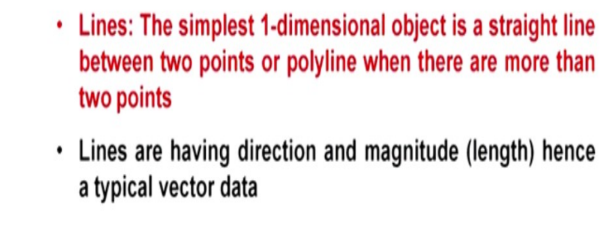 • Lines: The simplest 1-dimensional object is a straight line
between two points or polyline when there are more than
two points
• Lines are having direction and magnitude (length) hence
a typical vector data